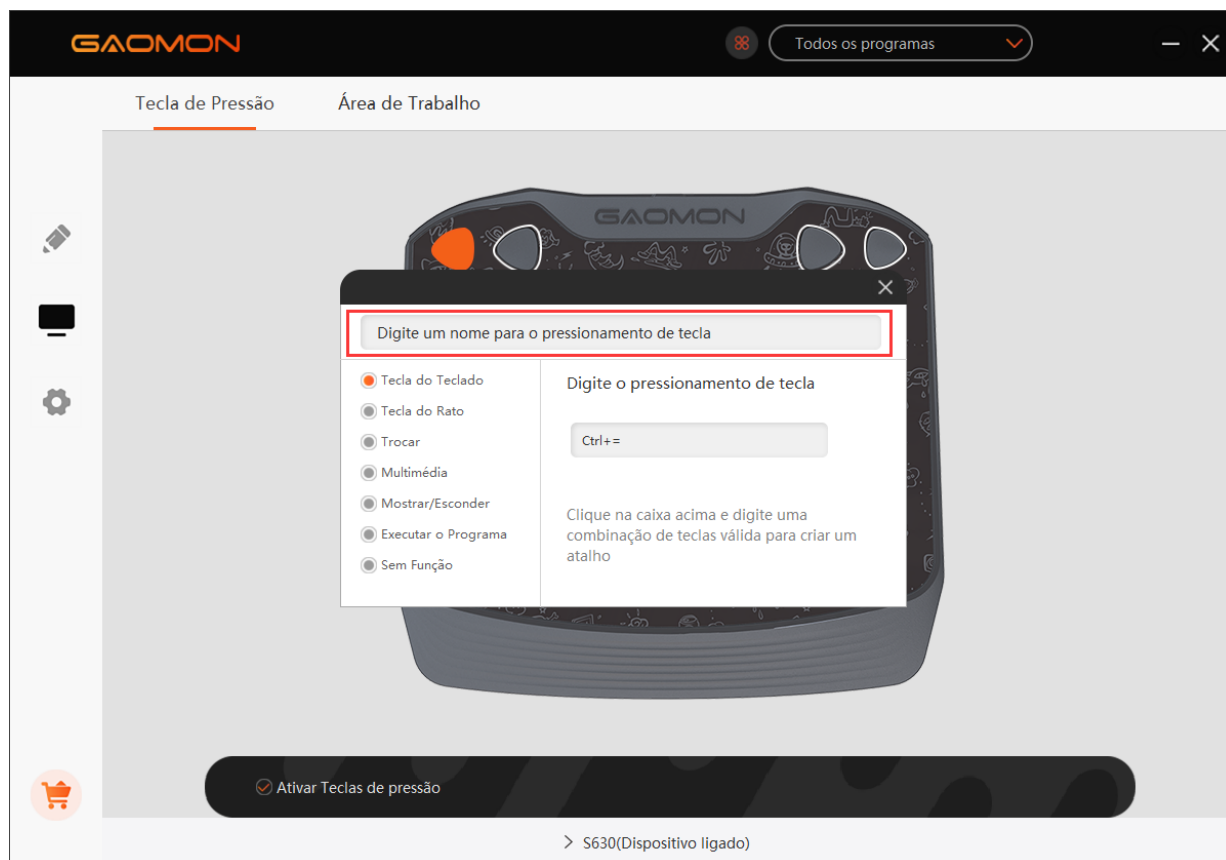 GAOMON
Todos os programas
Tecla de Pressão
Área de Trabalho
GAOMON
Digite um nome para o pressionamento de tecla
Tecla do Teclado
Tecla do Rato
Trocar
Multimédia
Mostrar/Esconder
Executar o Programa
Sem Função
Digite o pressionamento de tecla
Ctrl+=
Clique na caixa acima e digite uma
combinação de teclas válida para criar um
atalho
Ativar Teclas de pressão
S630(Dispositivo ligado)